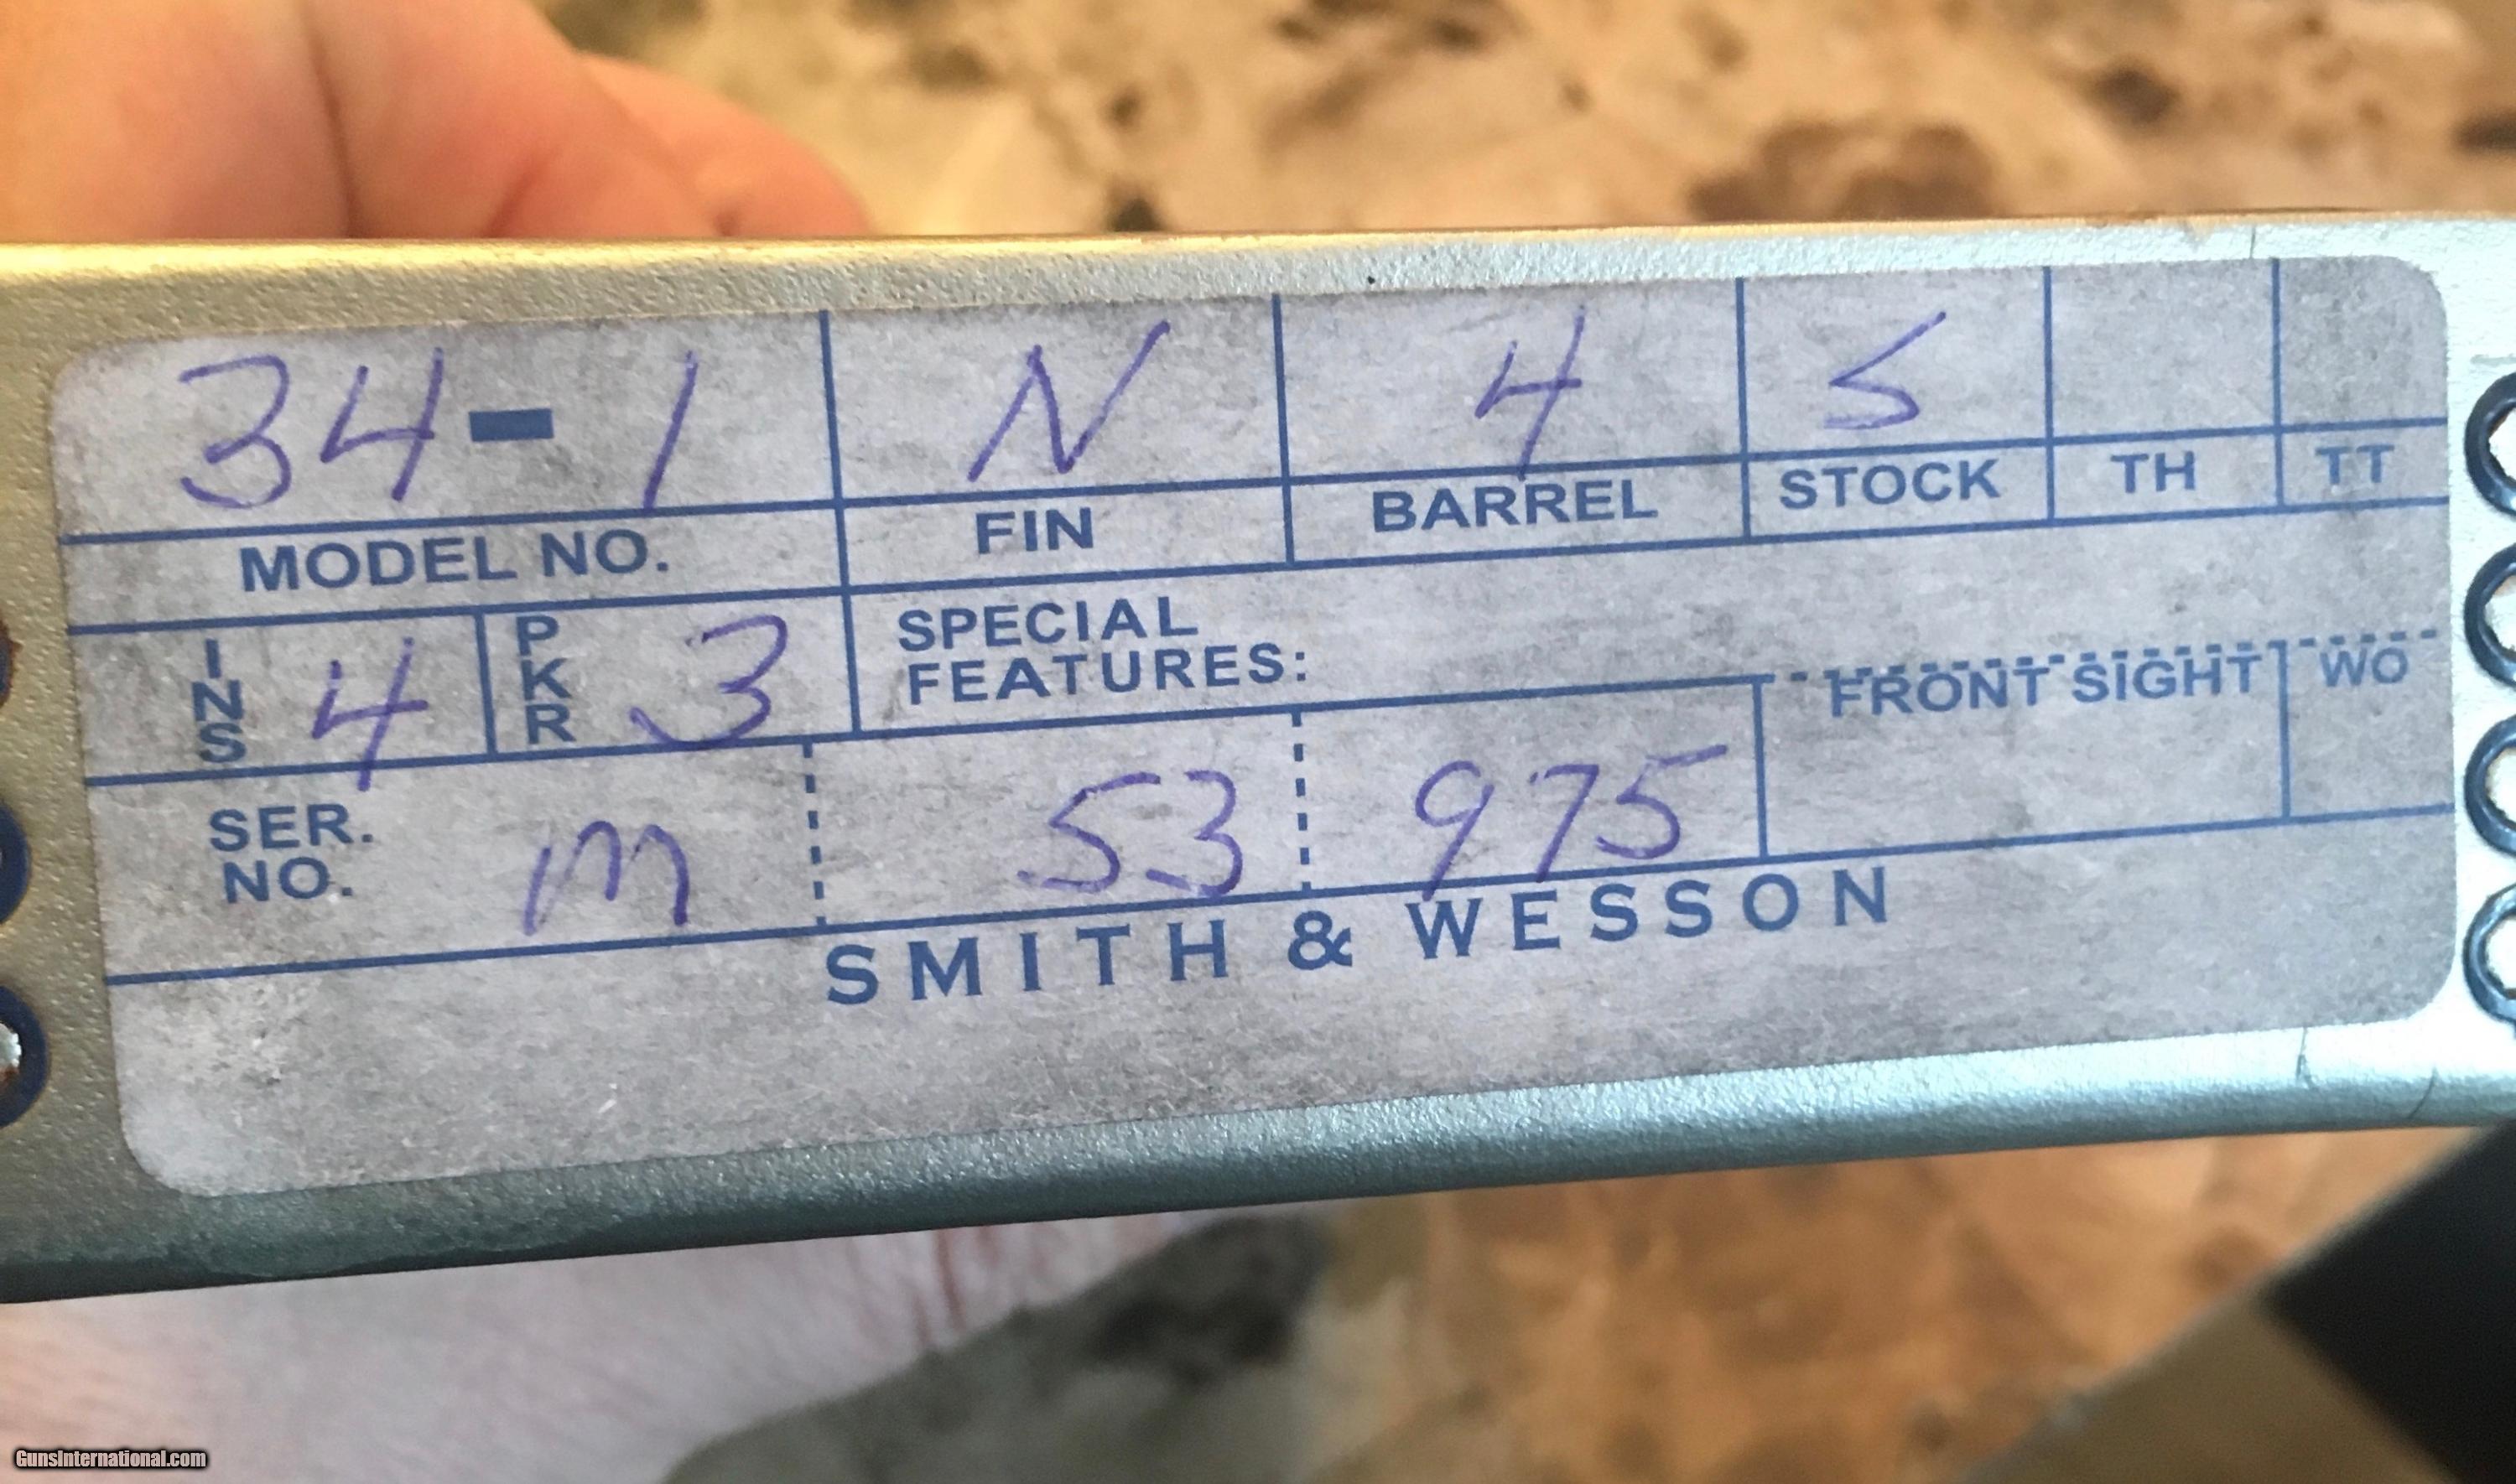 34-1 N 4 S
MODEL NO. FIN BARREL STOCK TH TT
INS 4 PKR 3 SPECIAL
FEATURES:
FRONT SIGHT WO
SER.
NO. m 53 975
SMITH & WESSON
GunsInternational.com